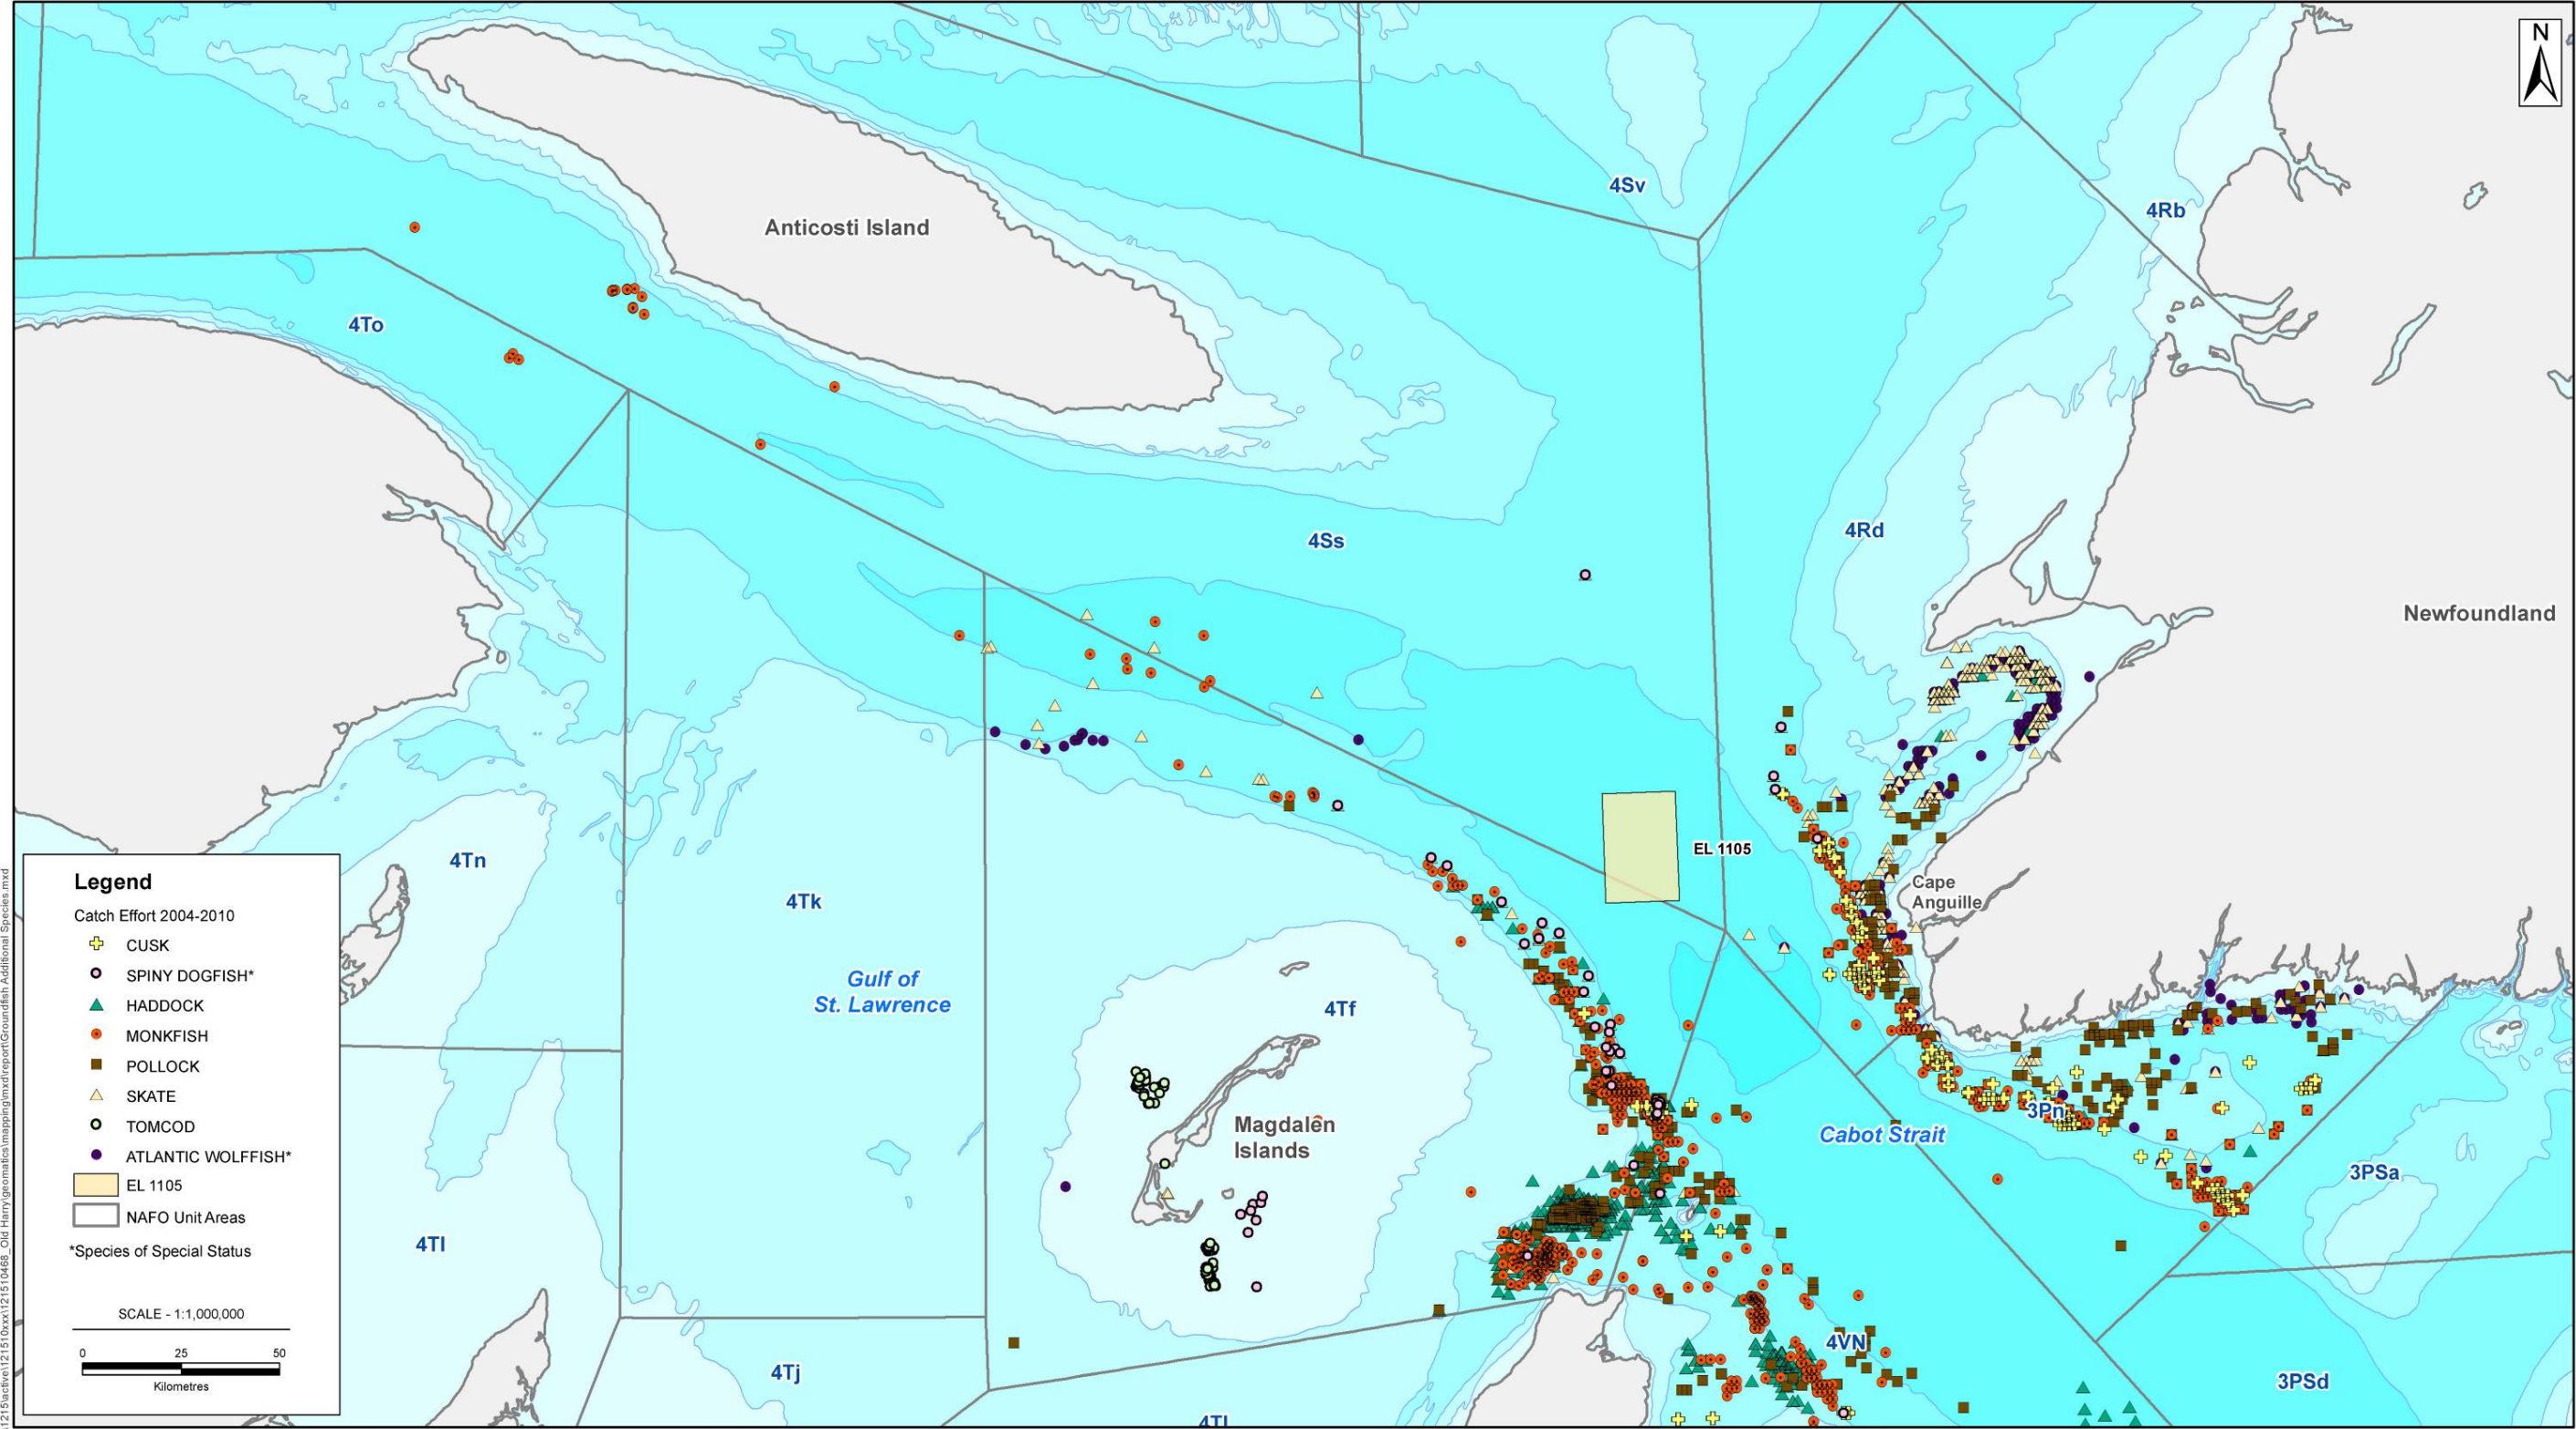 N
4Sv
4Rb
Anticosti Island
4To
4Rd
4Ss
Newfoundland
EL 1105
4Tn
Cape
Anguille
4Tk
Gulf of
St. Lawrence
4Tf
Magdalen
Islands
3Pn
Cabot Strait
3PSa
4Tl
4VN
4Tj
3PSd
Legend
Catch Effort 2004-2010
CUSK
SPINY DOGFISH*
HADDOCK
MONKFISH
POLLOCK
SKATE
TOMCOD
ATLANTIC WOLFFISH*
EL 1105
NAFO Unit Areas
*Species of Special Status
SCALE - 1:1,000,000
0 25 50
Kilometres